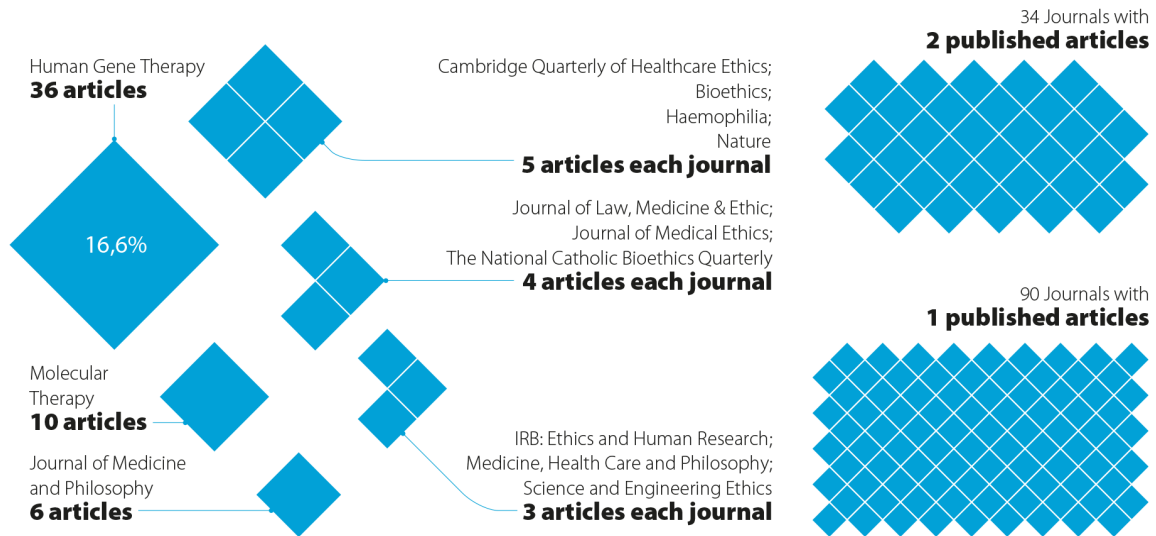 Human Gene Therapy
36 articles
16,6%
Molecular
Therapy
10 articles
Journal of Medicine
and Philosophy
6 articles
Cambridge Quarterly of Healthcare Ethics;
Bioethics;
Haemophilia;
Nature
5 articles each journal
Journal of Law, Medicine & Ethic;
Journal of Medical Ethics;
The National Catholic Bioethics Quarterly
4 articles each journal
IRB: Ethics and Human Research;
Medicine, Health Care and Philosophy;
Science and Engineering Ethics
3 articles each journal
34 Journals with
2 published articles
90 Journals with
1 published articles